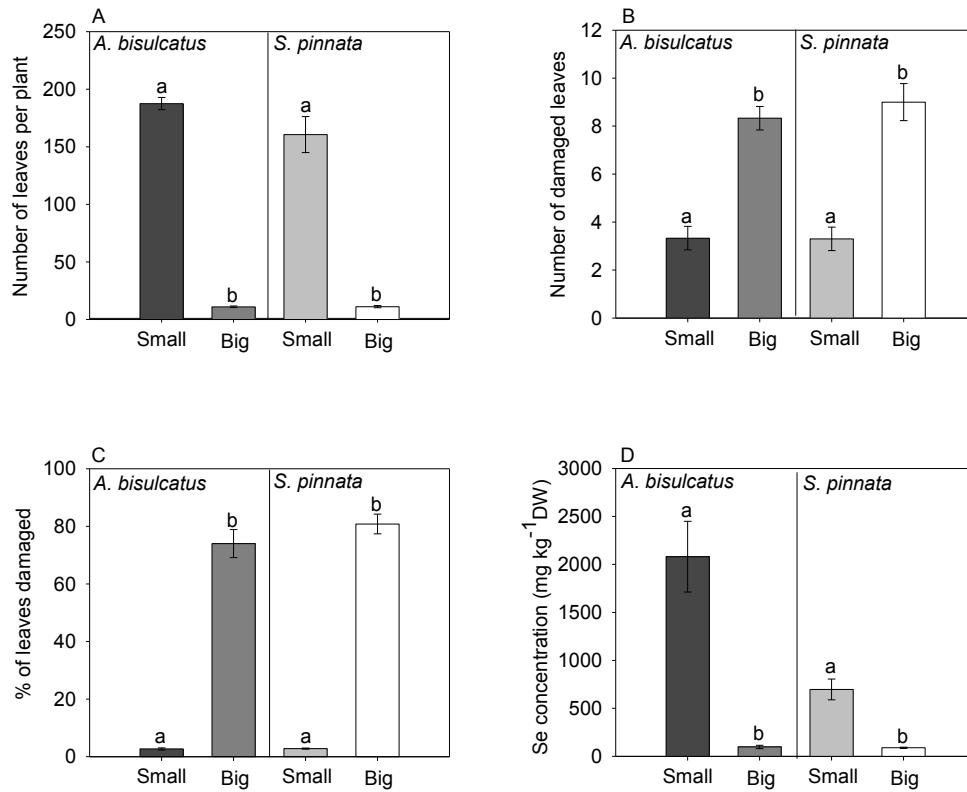 A
A. bisulcatus S. pinnata
Number of leaves per plant
250
200
150
100
50
0
a
b
a
b
Small Big Small Big
B
A. bisulcatus S. pinnata
Number of damaged leaves
12
10
8
6
4
2
0
a
b
a
b
Small Big Small Big
C
A. bisulcatus S. pinnata
% of leaves damaged
100
80
60
40
20
0
a
b
a
b
Small Big Small Big
D
A. bisulcatus S. pinnata
Se concentration (mg kg-1DW)
3000
2500
2000
1500
1000
500
0
a
b
a
b
Small Big Small Big